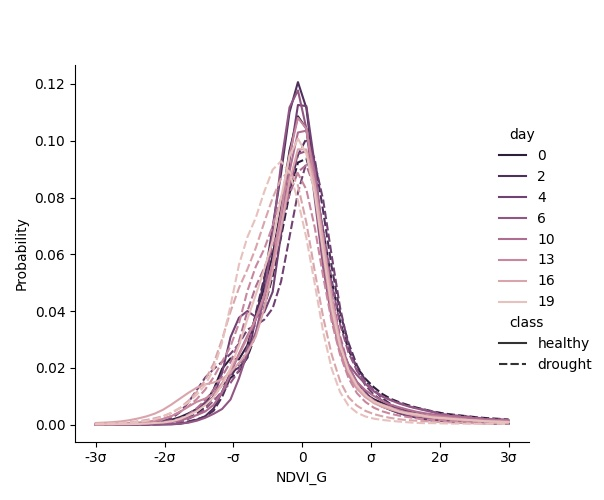 0.12
0.10
0.08
0.06
0.04
0.02
0.00
Probability
-3σ -2σ -σ 0 σ 2σ 3σ
NDVI_G
day
0
2
4
6
10
13
16
19
class
healthy
drought